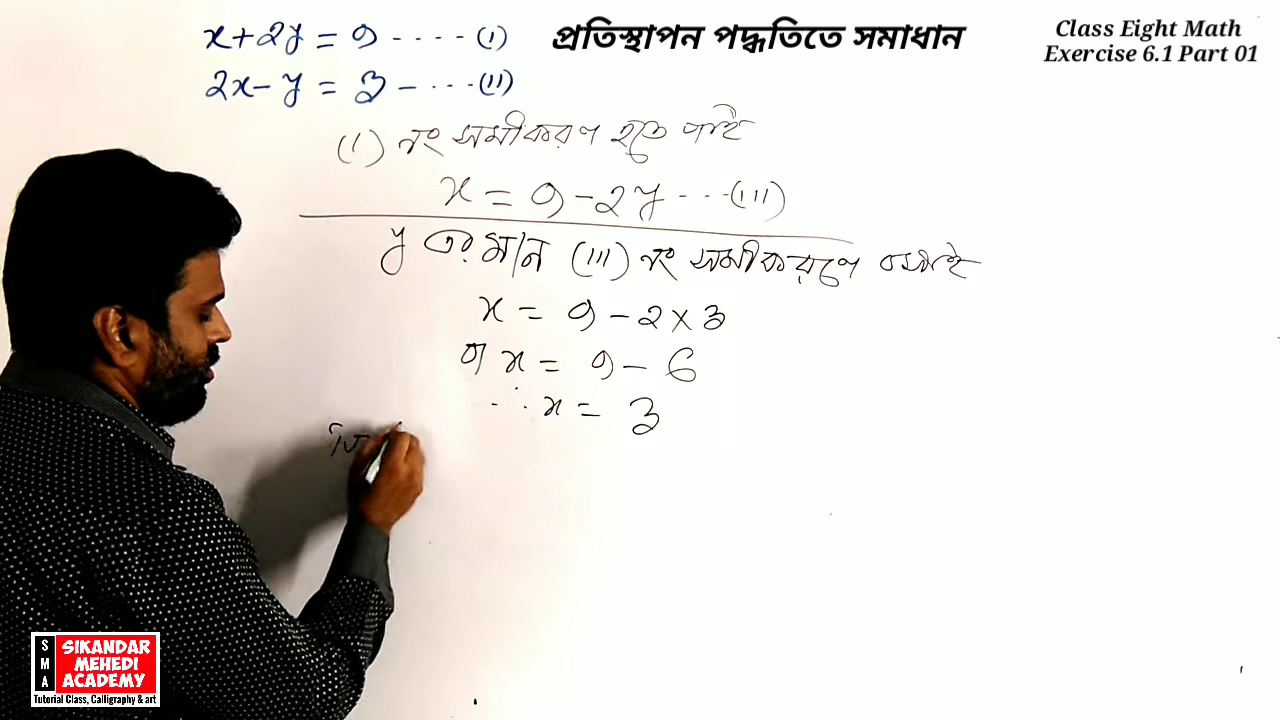 x + 2y = 9 ---- (i)
প্রতিস্থাপন পদ্ধতিতে সমাধান
Class Eight Math
Exercise 6.1 Part 01
2x - y = 3 ---- (ii)
(i) নং সমীকরণ হতে পাই
x = 9 - 2y --- (iii)
y এর মান (iii) নং সমীকরণে বসাই
x = 9 - 2 × 3
বা x = 9 - 6
∴ x = 3
S M A
SIKANDAR
MEHEDI
ACADEMY
Tutorial Class, Calligraphy & art